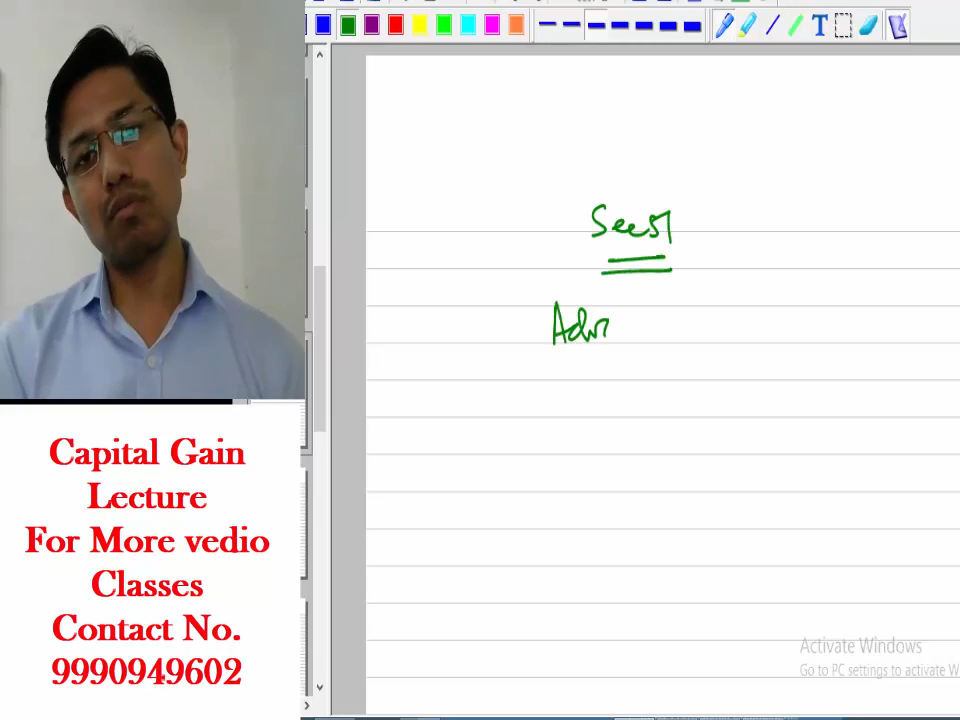 Sec 51
Adv
Capital Gain
Lecture
For More vedio
Classes
Contact No.
9990949602
Activate Windows
Go to PC settings to activate W